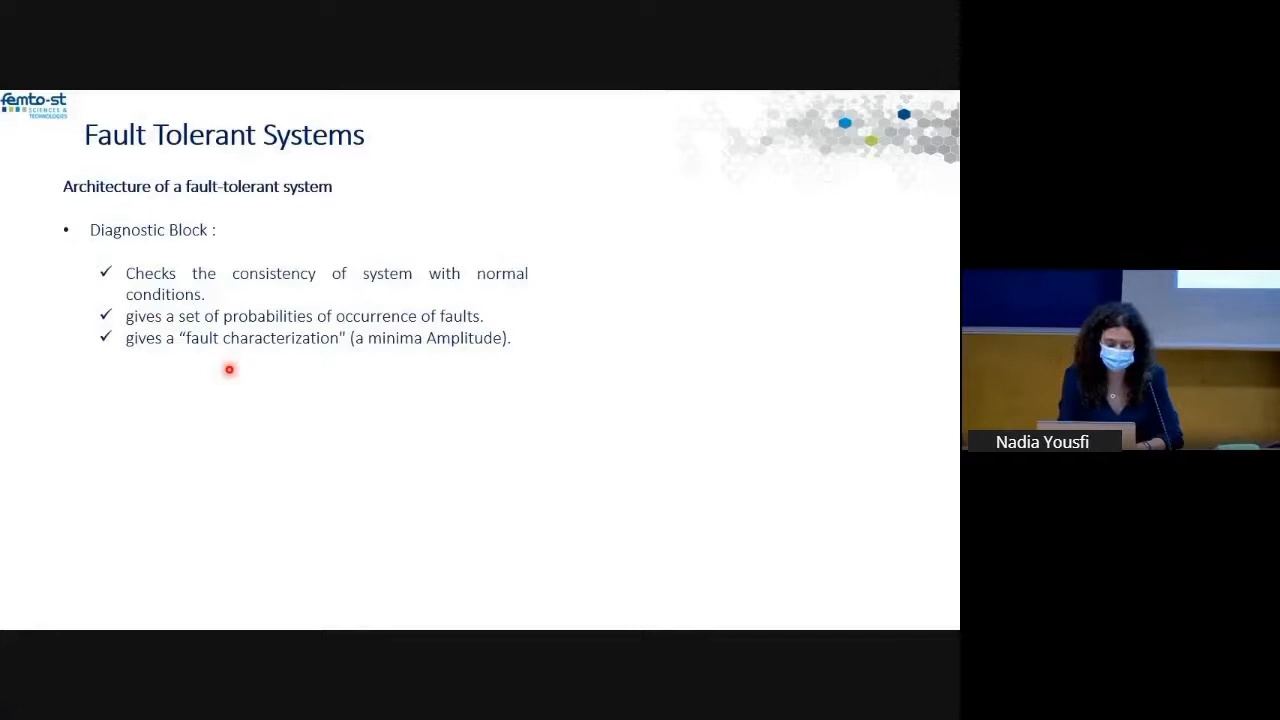 femto-st
SCIENCES &
TECHNOLOGIES
Fault Tolerant Systems
Architecture of a fault-tolerant system
• Diagnostic Block :
✓ Checks the consistency of system with normal
conditions.
✓ gives a set of probabilities of occurrence of faults.
✓ gives a “fault characterization" (a minima Amplitude).
Nadia Yousfi